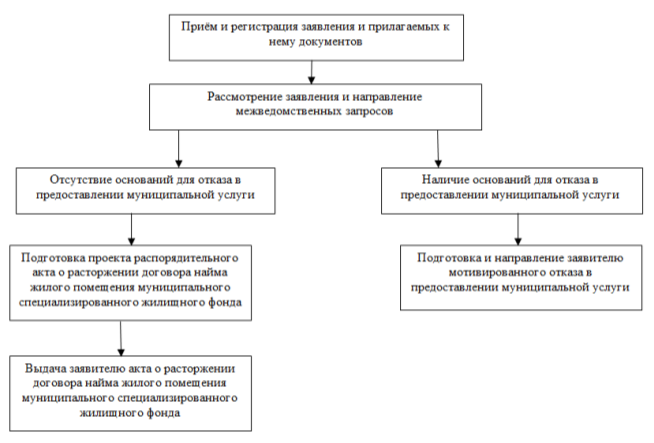 Приём и регистрация заявления и прилагаемых к
нему документов
Рассмотрение заявления и направление
межведомственных запросов
Отсутствие оснований для отказа в
предоставлении муниципальной услуги
Наличие оснований для отказа в
предоставлении муниципальной услуги
Подготовка проекта распорядительного
акта о расторжении договора найма
жилого помещения муниципального
специализированного жилищного фонда
Подготовка и направление заявителю
мотивированного отказа в
предоставлении муниципальной услуги
Выдача заявителю акта о расторжении
договора найма жилого помещения
муниципального специализированного
жилищного фонда